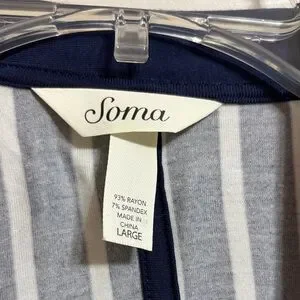 Soma
93% RAYON
7% SPANDEX
MADE IN
CHINA
LARGE